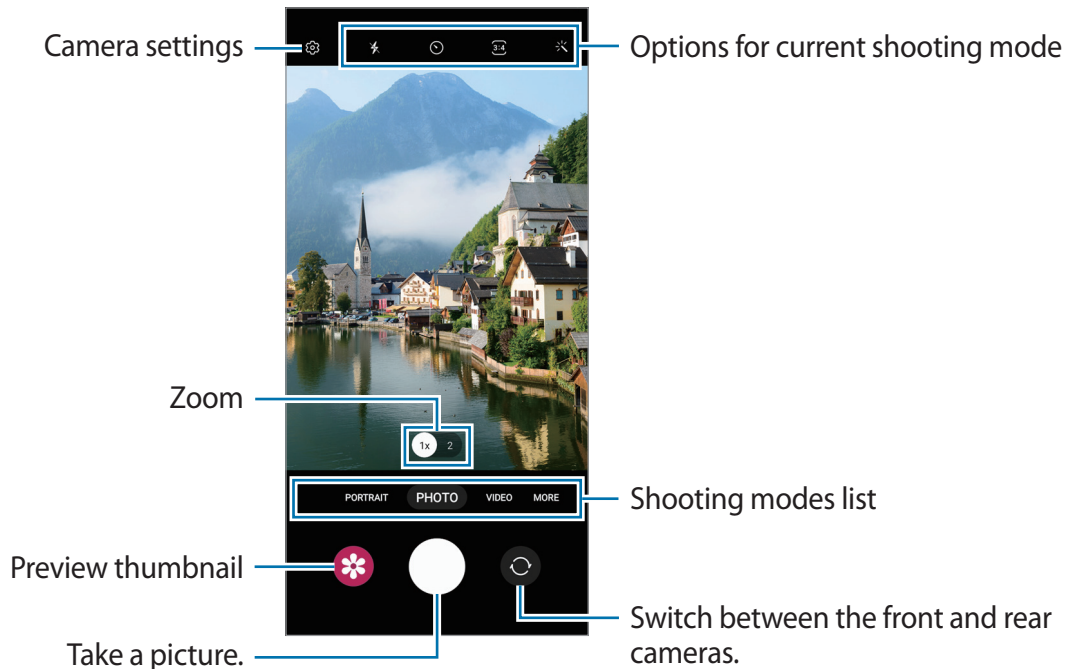 Camera settings
3:4
Options for current shooting mode
Zoom
1x 2
PORTRAIT PHOTO VIDEO MORE
Shooting modes list
Preview thumbnail
Switch between the front and rear
cameras.
Take a picture.